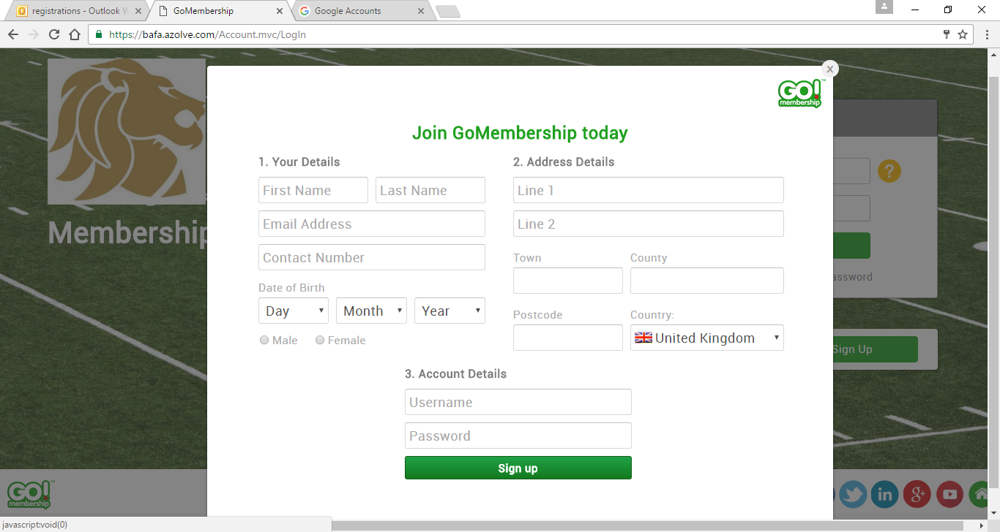 registrations - Outlook W
GoMembership
Google Accounts
https://bafa.azolve.com/Account.mvc/LogIn
x
GO!™
membership
Join GoMembership today
1. Your Details
2. Address Details
First Name
Last Name
Line 1
?
Email Address
Line 2
Membership
Contact Number
Town
County
Date of Birth
assword
Day
Month
Year
Postcode
Country:
Male
Female
United Kingdom
Sign Up
3. Account Details
Username
Password
Sign up
GO!™
membership
in
g+
javascript:void(0)